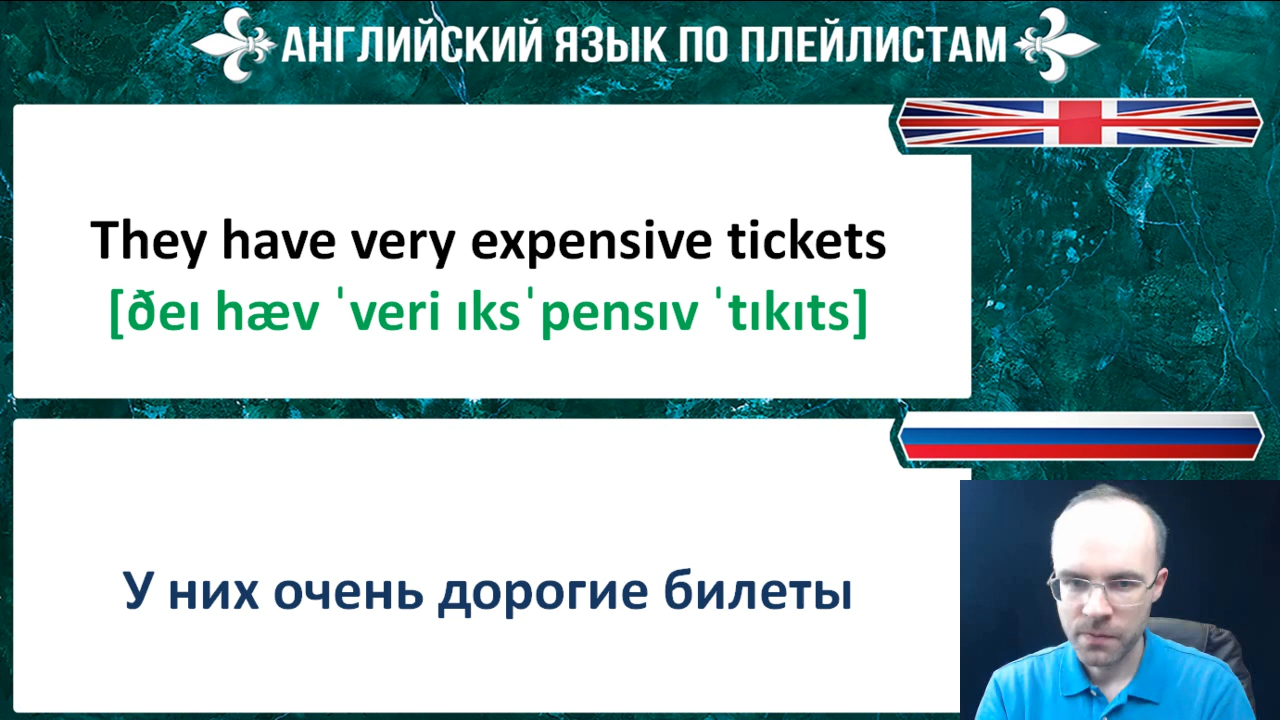 АНГЛИЙСКИЙ ЯЗЫК ПО ПЛЕЙЛИСТАМ
They have very expensive tickets
[ðeɪ hæv ˈveri ɪksˈpensɪv ˈtɪkɪts]
У них очень дорогие билеты